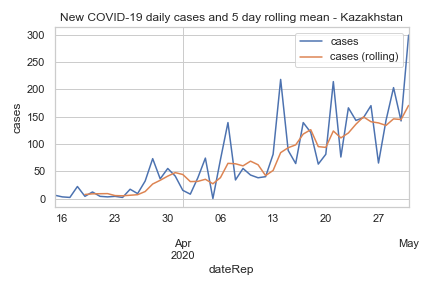 New COVID-19 daily cases and 5 day rolling mean - Kazakhstan
cases
cases (rolling)
300
250
200
150
100
50
0
cases
16 23 30 06 13 20 27
Apr May
2020
dateRep